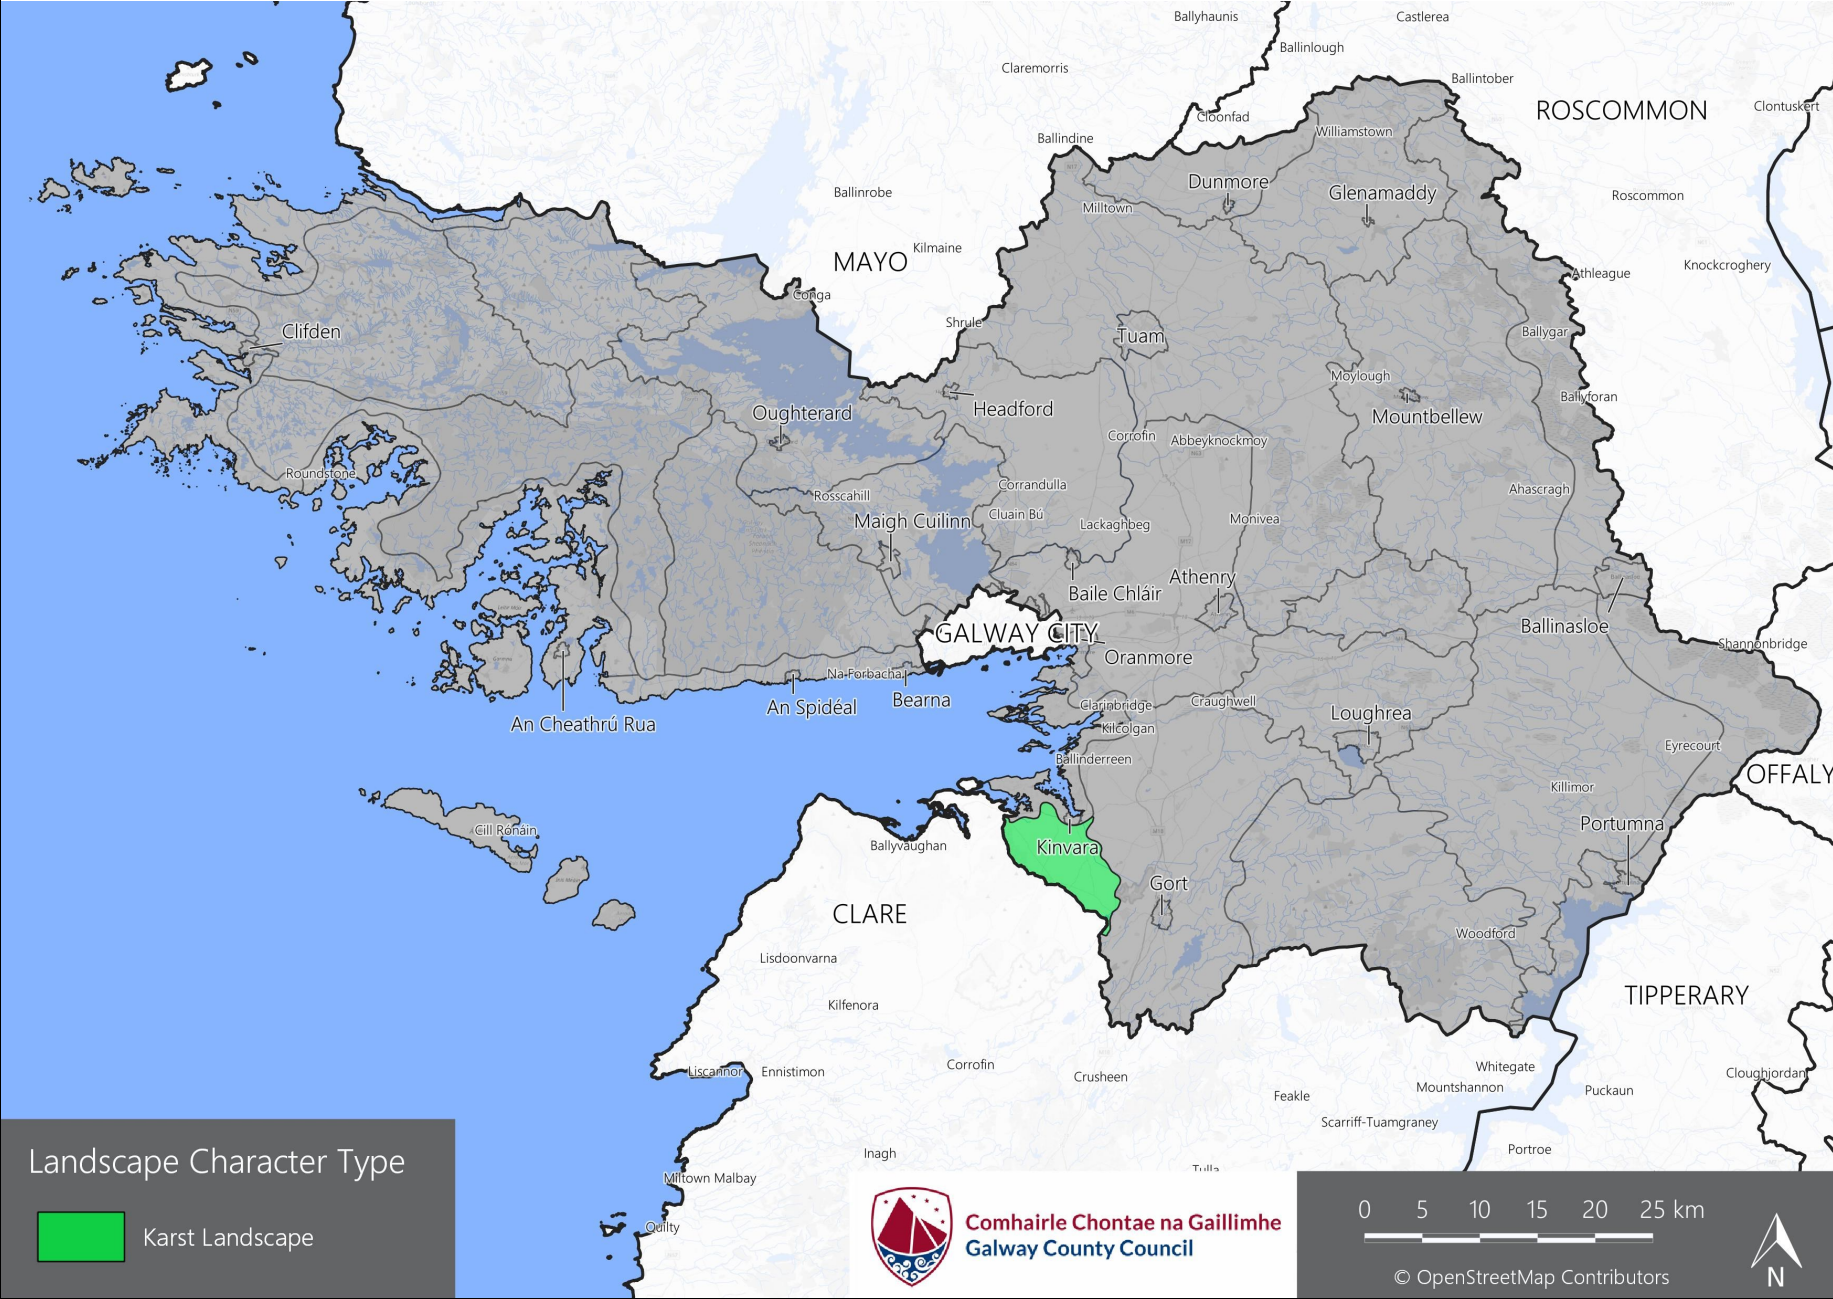 Ballyhaunis
Castlerea
Ballinlough
Claremorris
Ballintober
ROSCOMMON
Clontuskert
Cloonfad
Williamstown
Ballindine
Dunmore
Glenamaddy
Ballinrobe
Roscommon
Milltown
Kilmaine
MAYO
Athleague
Knockcroghery
Conga
Shrule
Clifden
Tuam
Ballygar
Moylough
Ballyforan
Oughterard
Headford
Mountbellew
Corrofin
Abbeyknockmoy
Roundstone
Corrandulla
Ahascragh
Rosscahill
Cluain Bú
Maigh Cuilinn
Lackaghbeg
Monivea
Athenry
Baile Chláir
Ballinasloe
GALWAY CITY
Shannonbridge
Oranmore
Na Forbacha
Bearna
An Spidéal
Clarinbridge
Craughwell
Loughrea
An Cheathrú Rua
Kilcolgan
Eyrecourt
Ballinderreen
OFFALY
Killimor
Portumna
Cill Rónáin
Ballyvaughan
Kinvara
Gort
CLARE
Woodford
Lisdoonvarna
TIPPERARY
Kilfenora
Liscannor
Ennistimon
Corrofin
Crusheen
Whitegate
Mountshannon
Puckaun
Cloughjordan
Feakle
Scarriff-Tuamgraney
Portroe
Inagh
Tulla
Miltown Malbay
Quilty
Landscape Character Type
Karst Landscape
Comhairle Chontae na Gaillimhe
Galway County Council
0 5 10 15 20 25 km
© OpenStreetMap Contributors
N